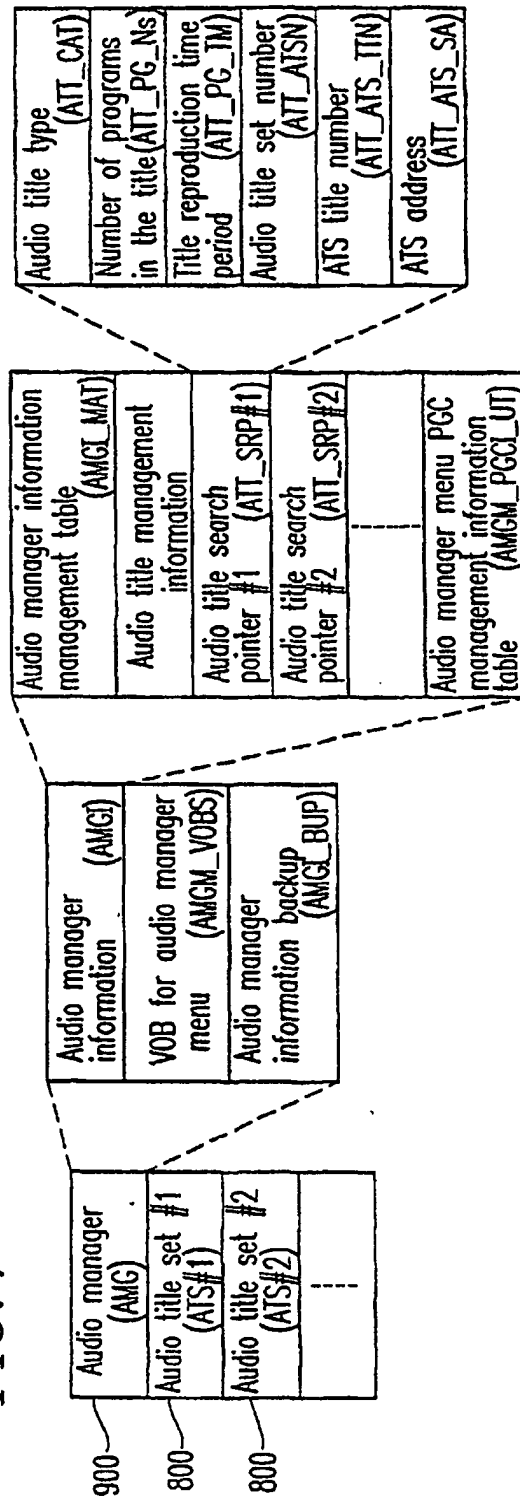 900
Audio manager
(AMG)
800
Audio title set #1
(ATS#1)
800
Audio title set #2
(ATS#2)
Audio manager
information (AMGI)
VOB for audio manager
menu (AMGM_VOBS)
Audio manager
information backup
(AMGI_BUP)
Audio manager information
management table
(AMGI_MAT)
Audio title management
information
Audio title search
pointer #1 (ATT_SRP#1)
Audio title search
pointer #2 (ATT_SRP#2)
Audio manager menu PGC
management information
table (AMGM_PGCI_UT)
Audio title type
(ATT_CAT)
Number of programs
in the title(ATT_PG_Ns)
Title reproduction time
period (ATT_PG_TM)
Audio title set number
(ATT_ATSN)
ATS title number
(ATT_ATS_TTN)
ATS address
(ATT_ATS_SA)